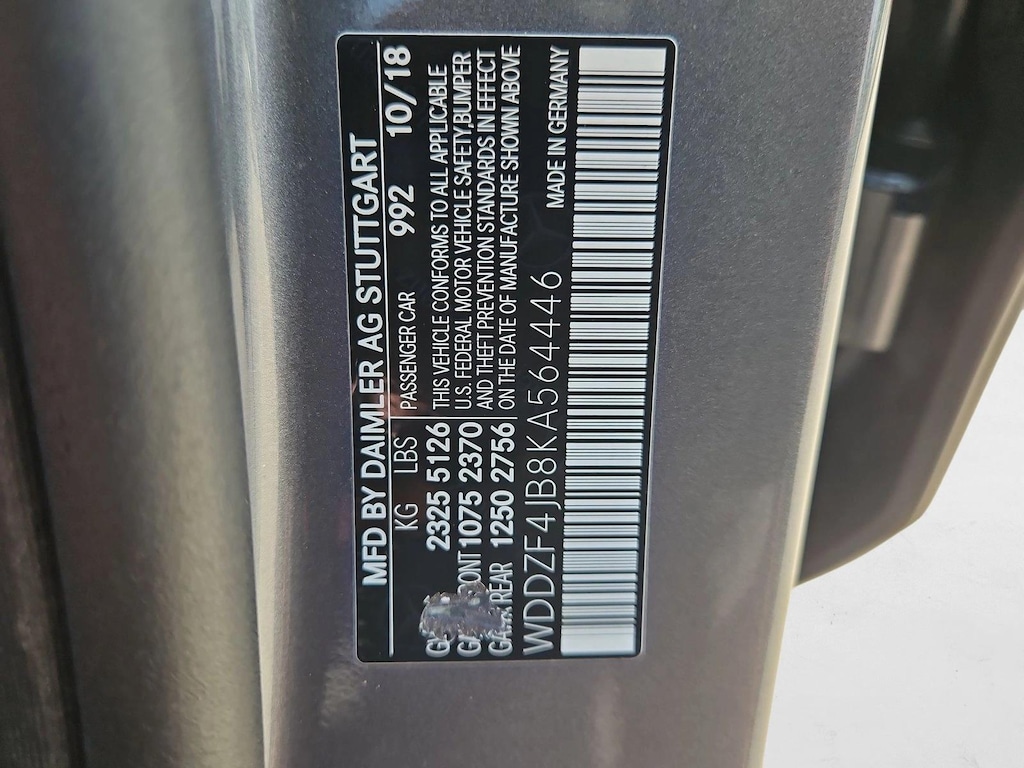 MFD BY DAIMLER AG STUTTGART
KG LBS PASSENGER CAR 992 10/18
2325 5126 THIS VEHICLE CONFORMS TO ALL APPLICABLE
1075 2370 U.S. FEDERAL MOTOR VEHICLE SAFETY, BUMPER
REAR 1250 2756 AND THEFT PREVENTION STANDARDS IN EFFECT
ON THE DATE OF MANUFACTURE SHOWN ABOVE
WDDZF4JB8KA564446 MADE IN GERMANY